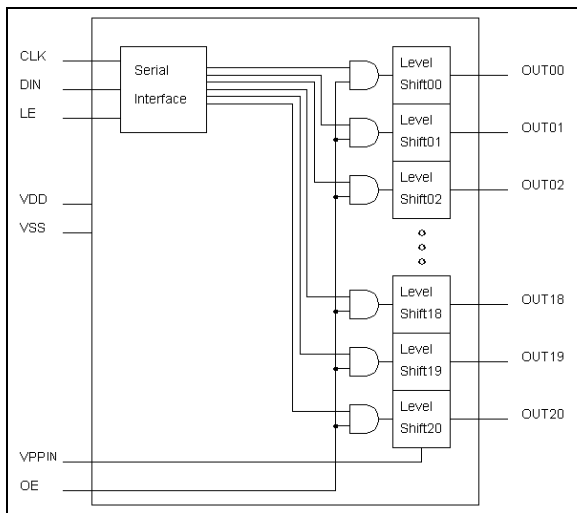 CLK
DIN
LE
VDD
VSS
VPPIN
OE
Serial
Interface
Level
Shift00
Level
Shift01
Level
Shift02
Level
Shift18
Level
Shift19
Level
Shift20
OUT00
OUT01
OUT02
OUT18
OUT19
OUT20